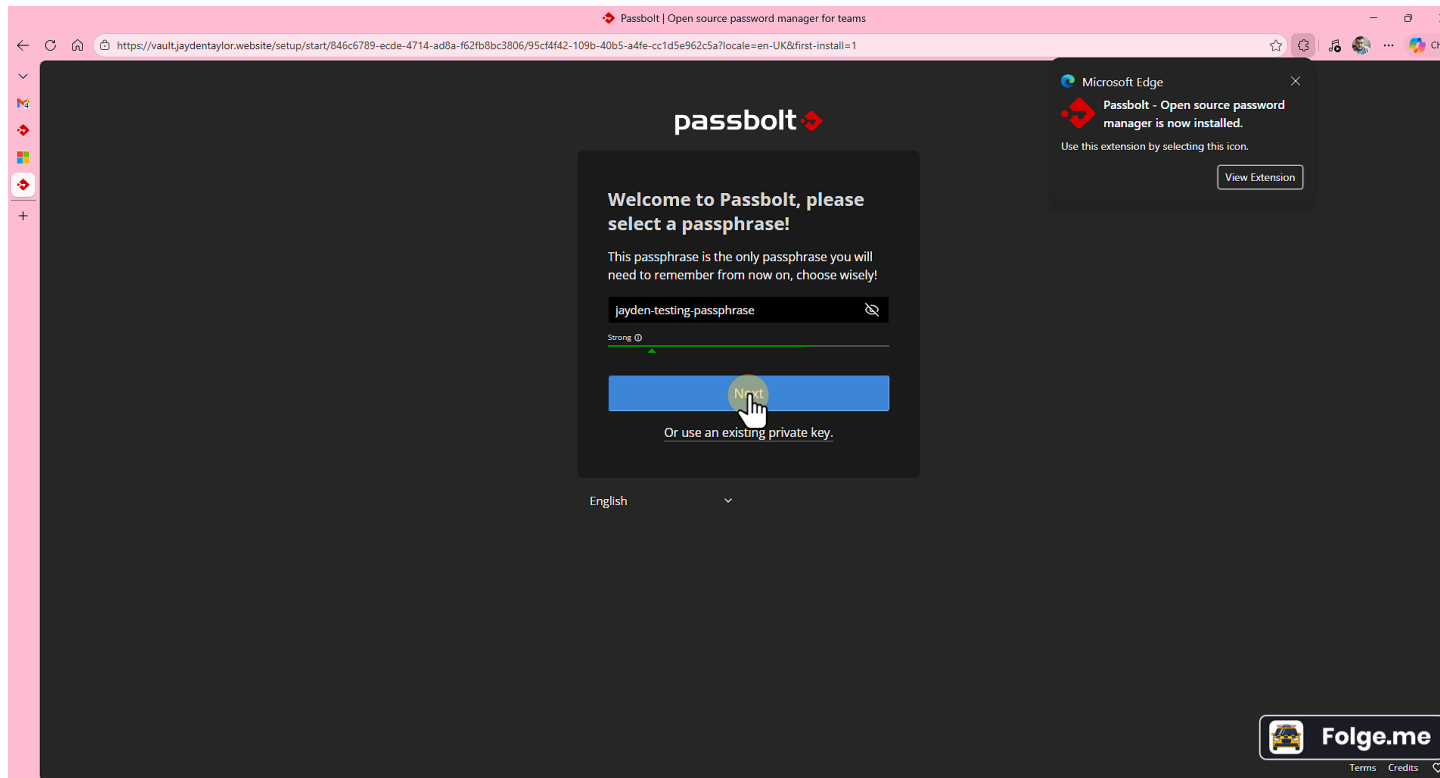 Passbolt | Open source password manager for teams
https://vault.jaydentaylor.website/setup/start/846c6789-ecde-4714-ad8a-f62fb8bc3806/95cf4f42-109b-40b5-a4fe-cc1d5e962c5a?locale=en-UK&first-install=1
Microsoft Edge
Passbolt - Open source password
manager is now installed.
Use this extension by selecting this icon.
View Extension
passbolt
Welcome to Passbolt, please
select a passphrase!
This passphrase is the only passphrase you will
need to remember from now on, choose wisely!
jayden-testing-passphrase
Strong
Next
Or use an existing private key.
English
Folge.me
Terms Credits